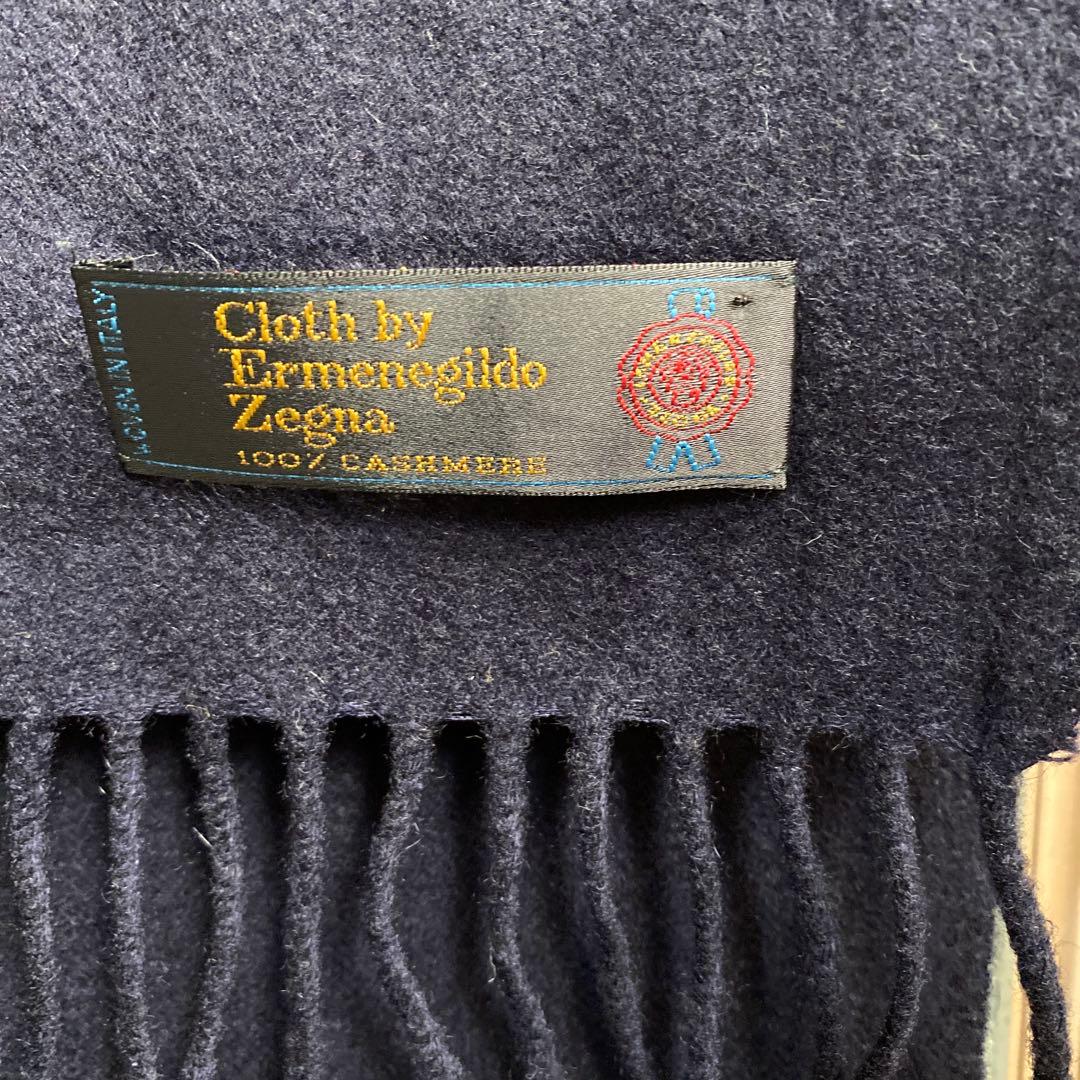 Cloth by
Ermenegildo
Zegna
100% CASHMERE
WOVEN IN ITALY